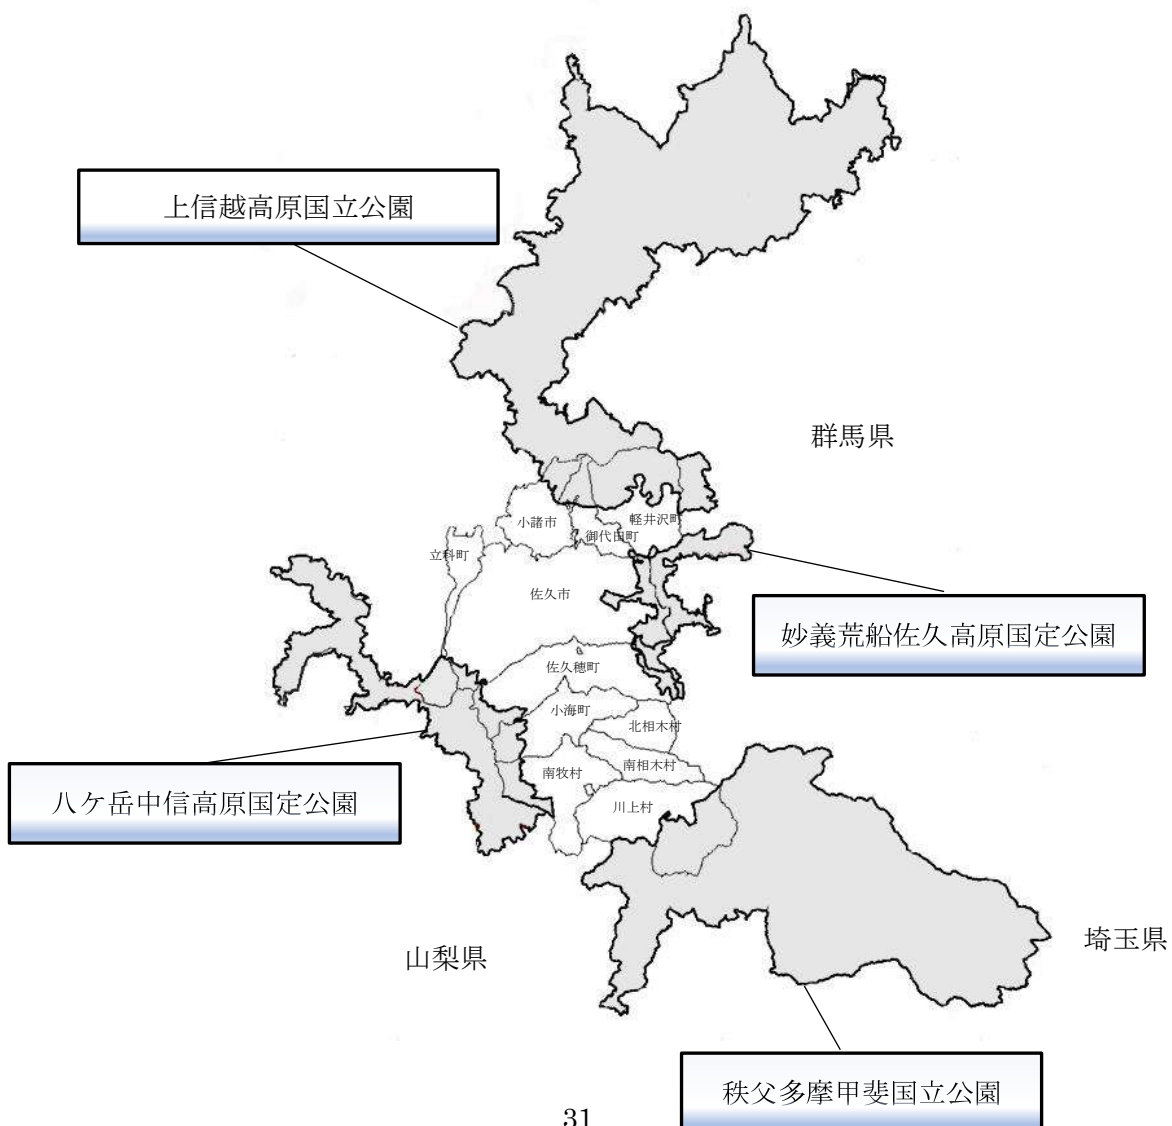 上信越高原国立公園
群馬県
小諸市
軽井沢町
御代田町
立科町
佐久市
妙義荒船佐久高原国定公園
佐久穂町
小海町
北相木村
南牧村
南相木村
八ケ岳中信高原国定公園
川上村
山梨県
埼玉県
秩父多摩甲斐国立公園
31